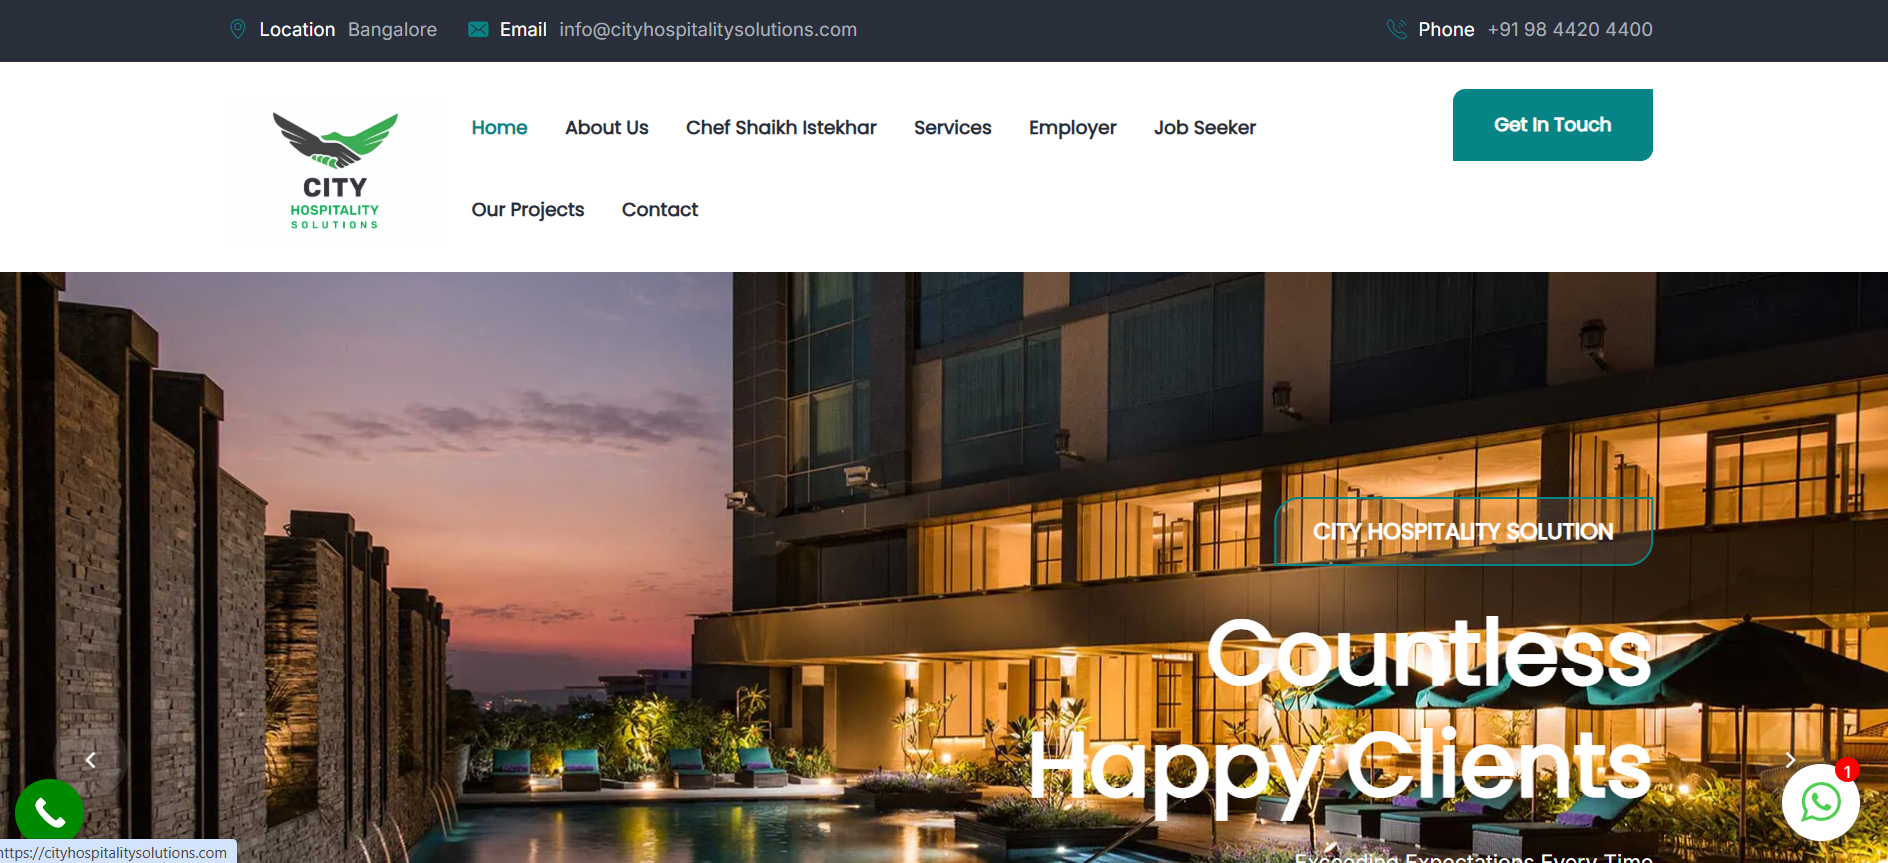 Location Bangalore Email info@cityhospitalitysolutions.com Phone +91 98 4420 4400
CITY
HOSPITALITY
SOLUTIONS
Home About Us Chef Shaikh Istekhar Services Employer Job Seeker
Our Projects Contact
Get In Touch
CITY HOSPITALITY SOLUTION
Countless
Happy Clients
Exceeding Expectations Every Time
1
https://cityhospitalitysolutions.com